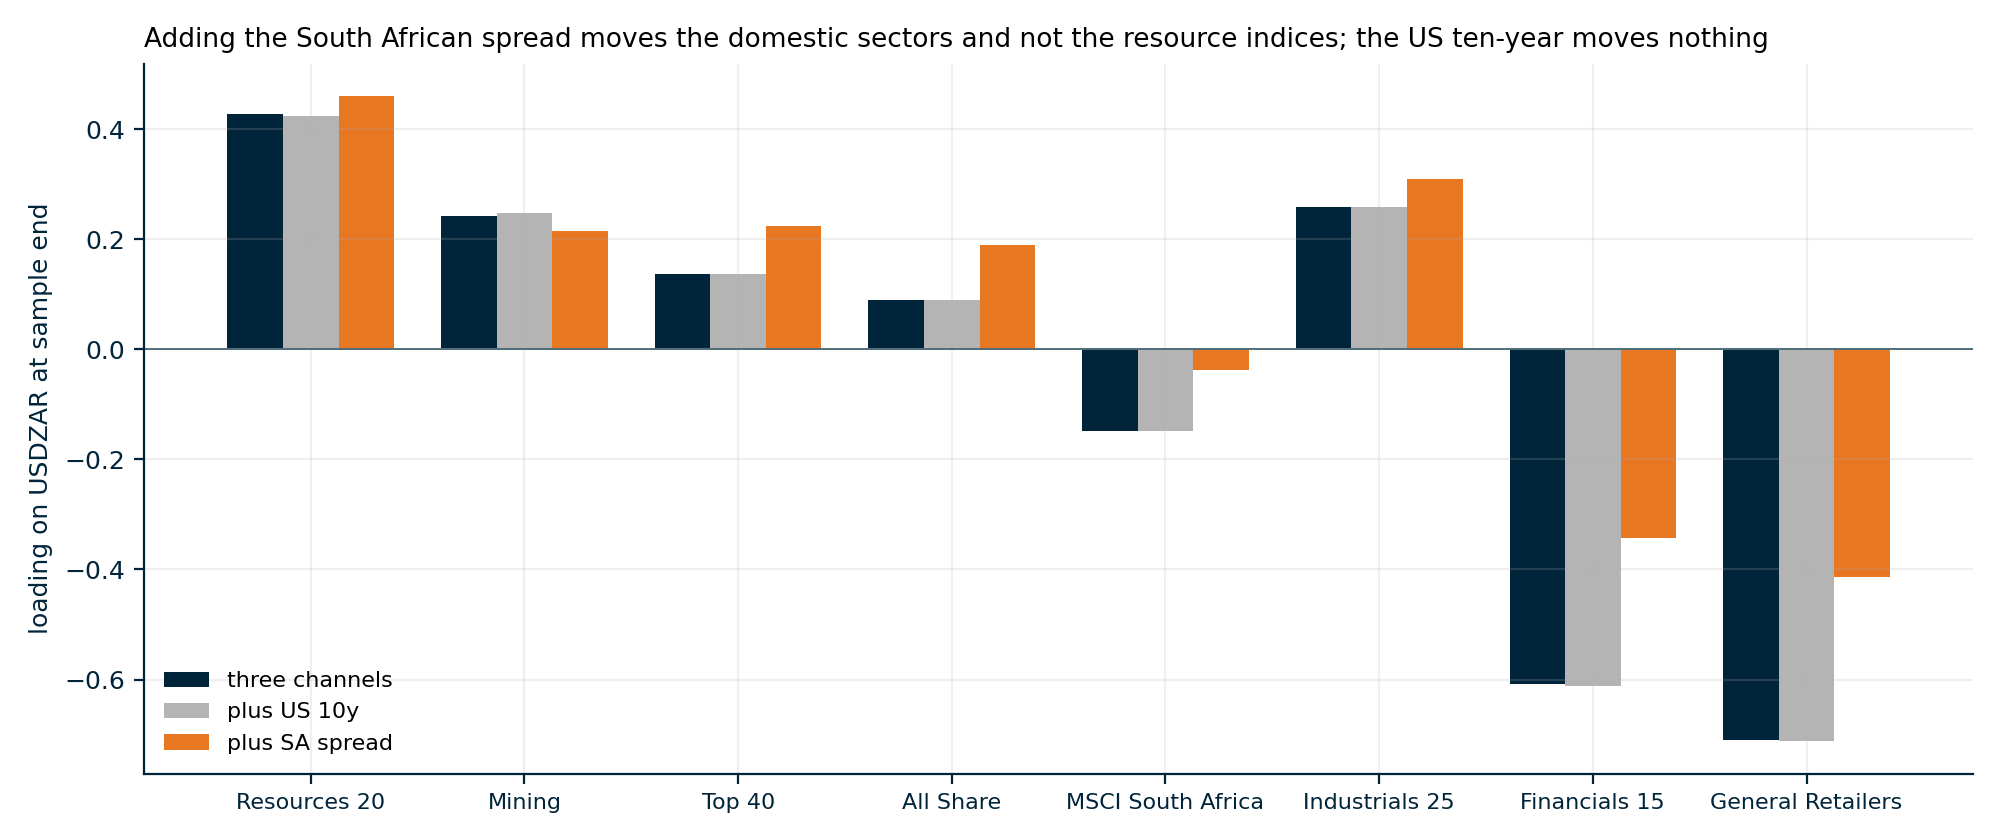 Adding the South African spread moves the domestic sectors and not the resource indices; the US ten-year moves nothing
loading on USDZAR at sample end
0.4
0.2
0.0
−0.2
−0.4
−0.6
three channels
plus US 10y
plus SA spread
Resources 20
Mining
Top 40
All Share
MSCI South Africa
Industrials 25
Financials 15
General Retailers